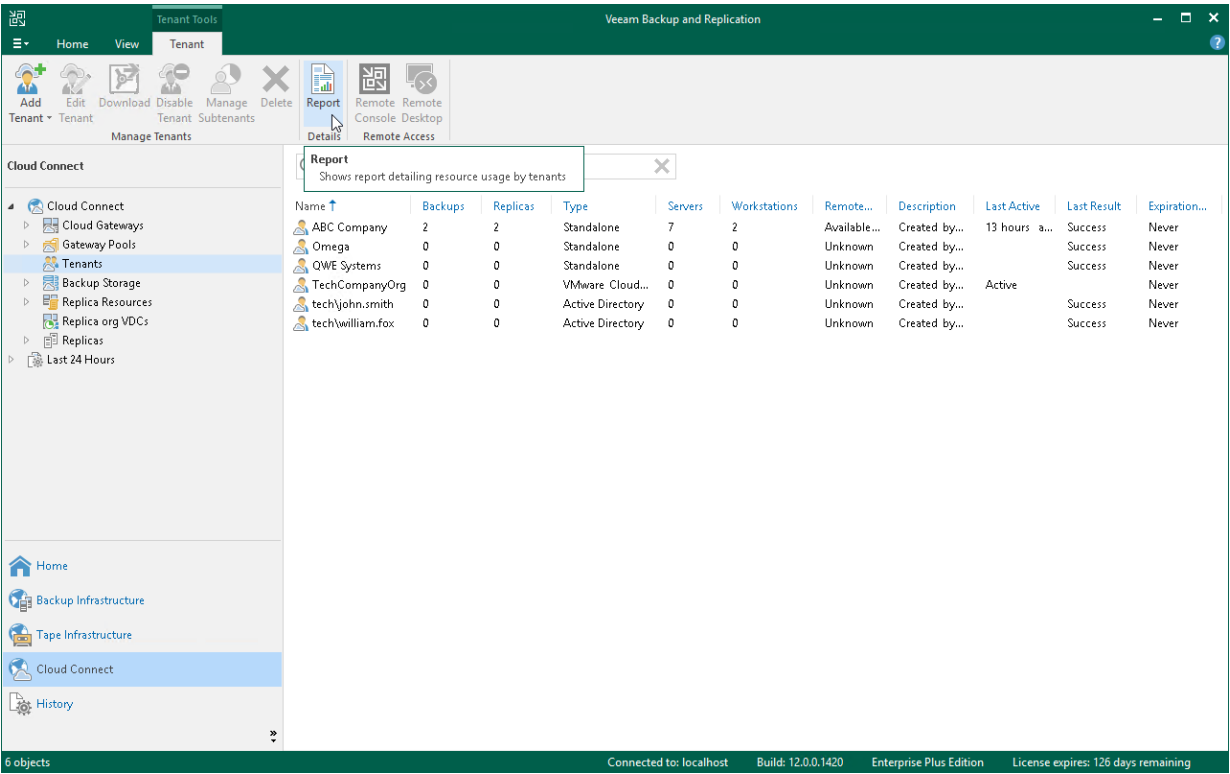 Tenant Tools
Veeam Backup and Replication
Home View Tenant
Add Tenant
Edit Tenant
Download
Disable Tenant
Manage Subtenants
Delete
Report
Remote Console
Remote Desktop
Manage Tenants
Details
Remote Access
Cloud Connect
Report
Shows report detailing resource usage by tenants
Cloud Connect
Cloud Gateways
Gateway Pools
Tenants
Backup Storage
Replica Resources
Replica org VDCs
Replicas
Last 24 Hours
Name Backups Replicas Type Servers Workstations Remote... Description Last Active Last Result Expiration...
ABC Company 2 2 Standalone 7 2 Available... Created by... 13 hours a... Success Never
Omega 0 0 Standalone 0 0 Unknown Created by... Success Never
QWE Systems 0 0 Standalone 0 0 Unknown Created by... Success Never
TechCompanyOrg 0 0 VMware Cloud... 0 0 Unknown Created by... Active Never
tech\john.smith 0 0 Active Directory 0 0 Unknown Created by... Success Never
tech\william.fox 0 0 Active Directory 0 0 Unknown Created by... Success Never
Home
Backup Infrastructure
Tape Infrastructure
Cloud Connect
History
6 objects
Connected to: localhost
Build: 12.0.0.1420
Enterprise Plus Edition
License expires: 126 days remaining